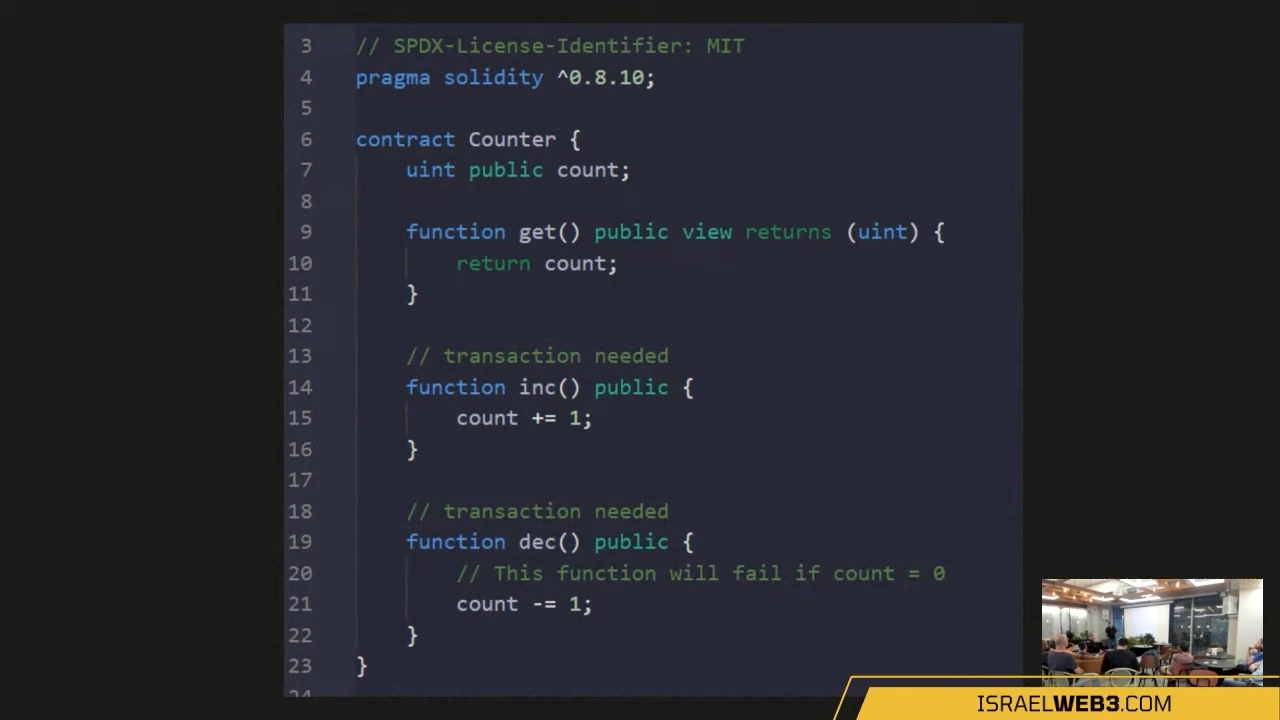 3 // SPDX-License-Identifier: MIT
4 pragma solidity ^0.8.10;
5
6 contract Counter {
7 uint public count;
8
9 function get() public view returns (uint) {
10 return count;
11 }
12
13 // transaction needed
14 function inc() public {
15 count += 1;
16 }
17
18 // transaction needed
19 function dec() public {
20 // This function will fail if count = 0
21 count -= 1;
22 }
23 }
24
ISRAELWEB3.COM